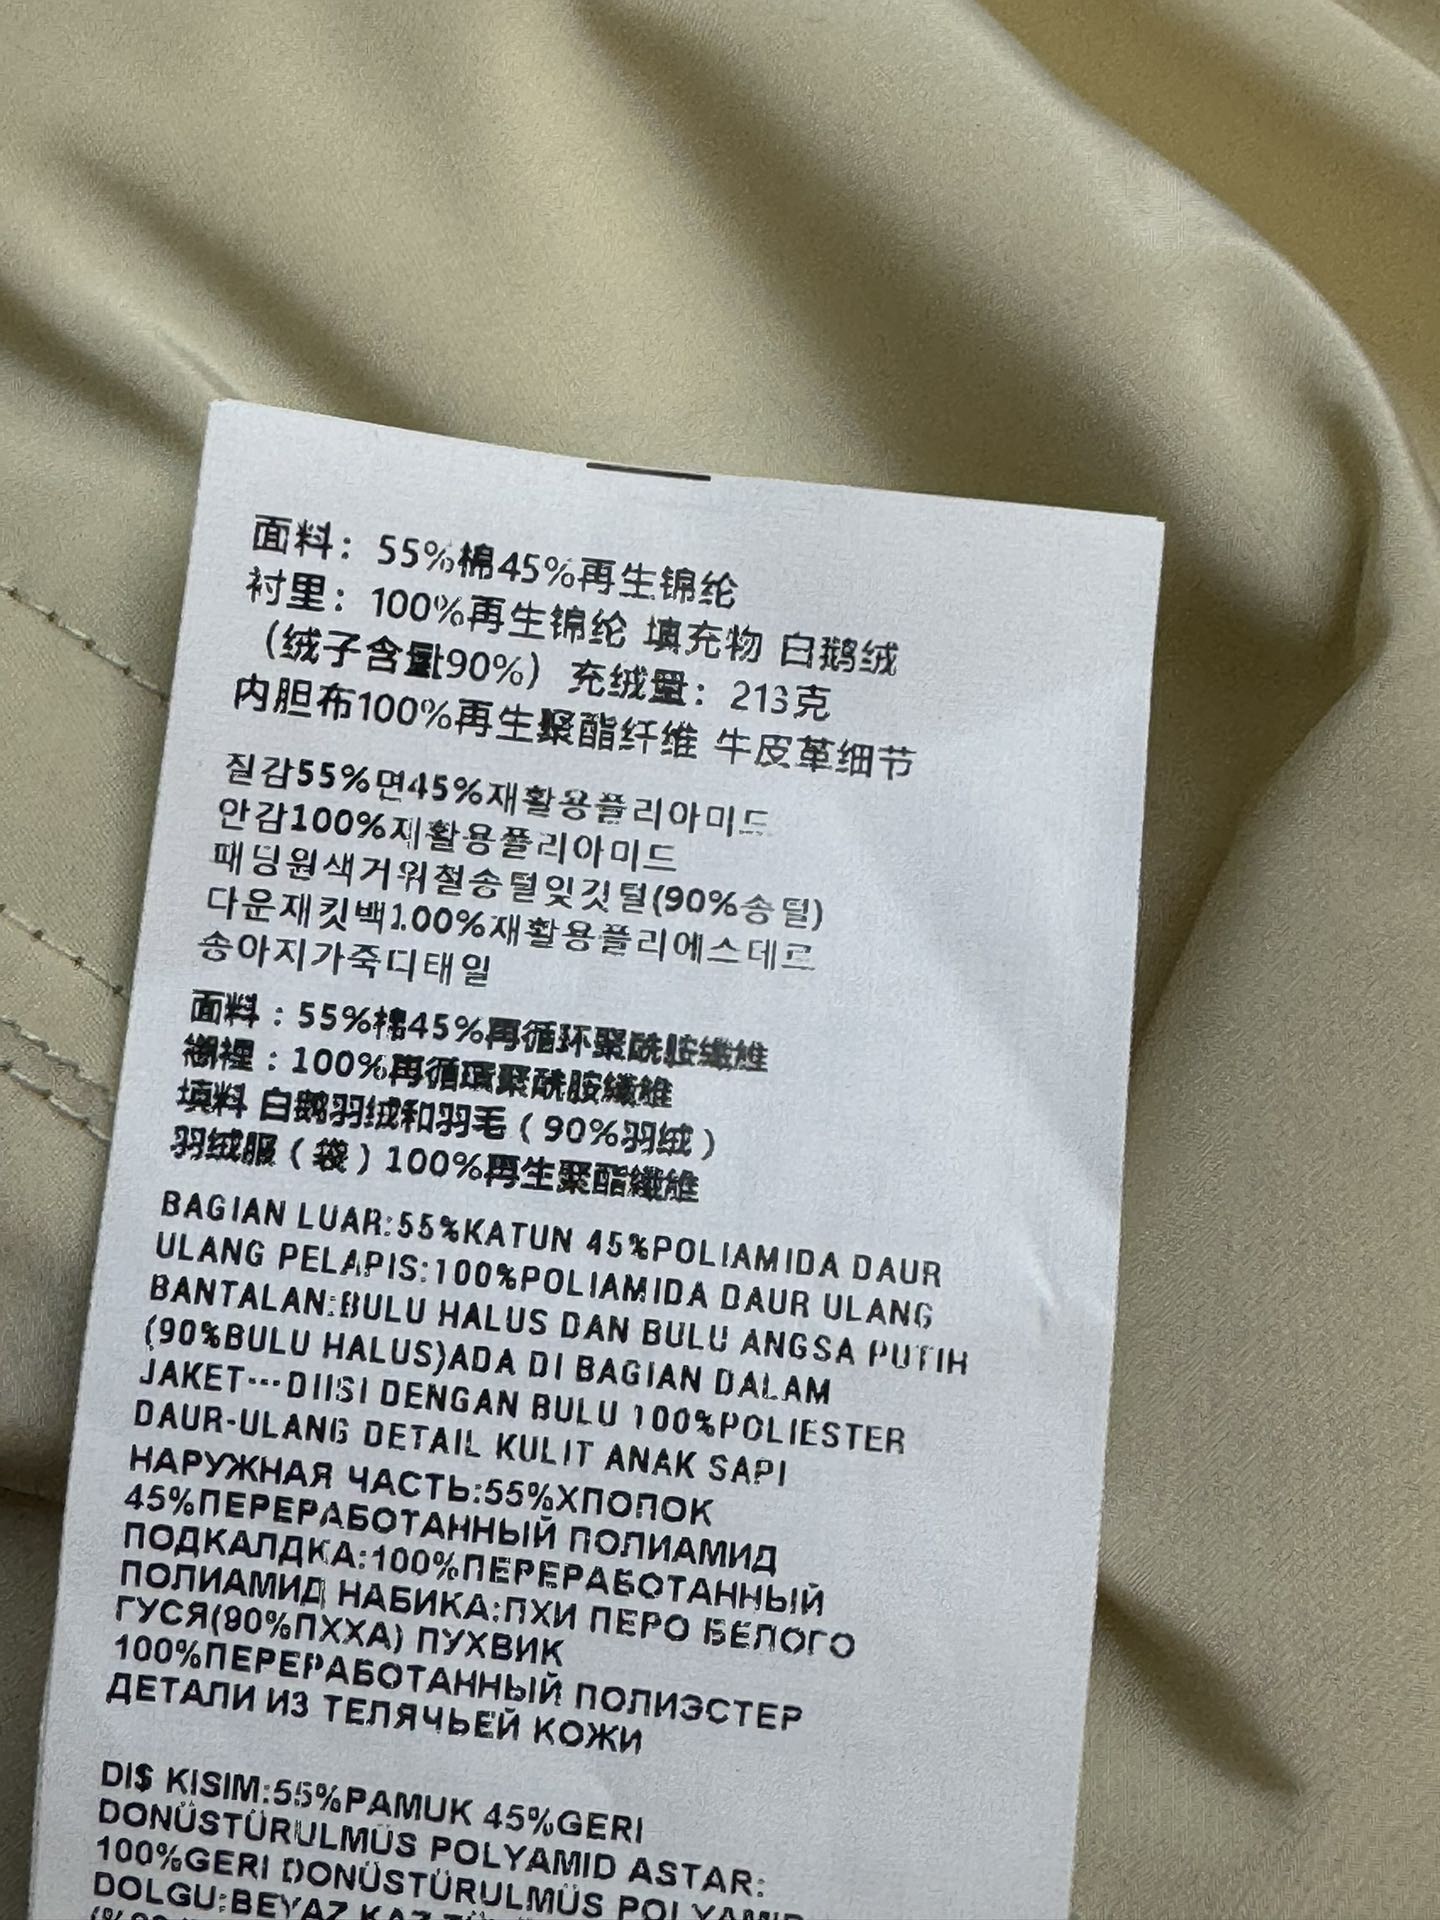 面料：55%棉45%再生锦纶
衬里：100%再生锦纶 填充物 白鹅绒
（绒子含量90%）充绒量：213克
内胆布100%再生聚酯纤维 牛皮革细节
질감55%면45%재활용폴리아미드
안감100%재활용폴리아미드
패딩원색거위철송털잊깃털(90%송털)
다운재킷백100%재활용폴리에스데르
송아지가죽디태일
面料：55%棉45%再循环聚酰胺纖維
襯裡：100%再循環聚酰胺纖維
填料 白鹅羽绒和羽毛（90%羽绒）
羽绒服（袋）100%再生聚酯纖維
BAGIAN LUAR:55%KATUN 45%POLIAMIDA DAUR
ULANG PELAPIS:100%POLIAMIDA DAUR ULANG
BANTALAN:BULU HALUS DAN BULU ANGSA PUTIH
(90%BULU HALUS)ADA DI BAGIAN DALAM
JAKET···DIISI DENGAN BULU 100%POLIESTER
DAUR-ULANG DETAIL KULIT ANAK SAPI
НАРУЖНАЯ ЧАСТЬ:55%ХПОПОК
45%ПЕРЕРАБОТАННЫЙ ПОЛИАМИД
ПОДКАЛДКА:100%ПЕРЕРАБОТАННЫЙ
ПОЛИАМИД НАБИКА:ПХИ ПЕРО БЕЛОГО
ГУСЯ(90%ПХХА) ПУХВИК
100%ПЕРЕРАБОТАННЫЙ ПОЛИЭСТЕР
ДЕТАЛИ ИЗ ТЕЛЯЧЬЕЙ КОЖИ
DIŞ KISIM:55%PAMUK 45%GERI
DONÜSTÜRULMÜS POLYAMID ASTAR:
100%GERI DONÜSTÜRULMÜS POLYAMID
DOLGU:BEYAZ KAZ